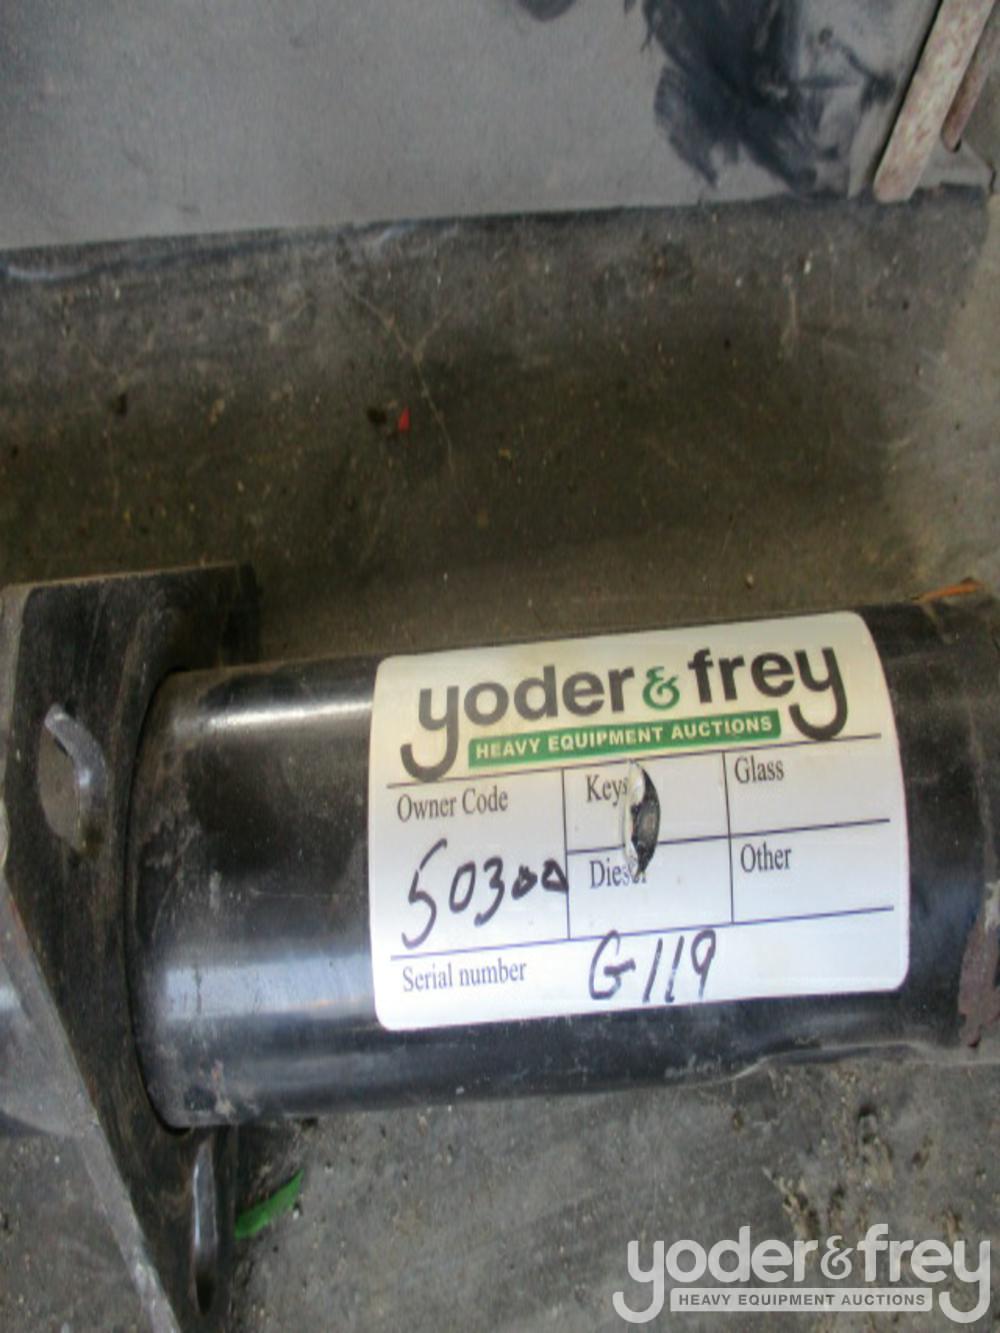 yoder & frey
HEAVY EQUIPMENT AUCTIONS
Owner Code
Keys
Glass
50300
Diesel
Other
Serial number G119
yoder & frey
HEAVY EQUIPMENT AUCTIONS